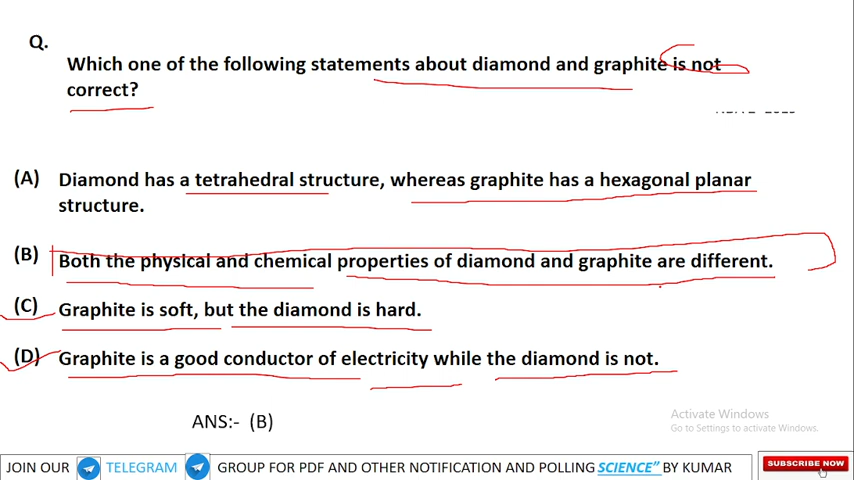 Q.
Which one of the following statements about diamond and graphite is not
correct?
(A) Diamond has a tetrahedral structure, whereas graphite has a hexagonal planar
structure.
(B) Both the physical and chemical properties of diamond and graphite are different.
(C) Graphite is soft, but the diamond is hard.
(D) Graphite is a good conductor of electricity while the diamond is not.
ANS:- (B)
Activate Windows
Go to Settings to activate Windows.
JOIN OUR TELEGRAM GROUP FOR PDF AND OTHER NOTIFICATION AND POLLING SCIENCE” BY KUMAR
SUBSCRIBE NOW